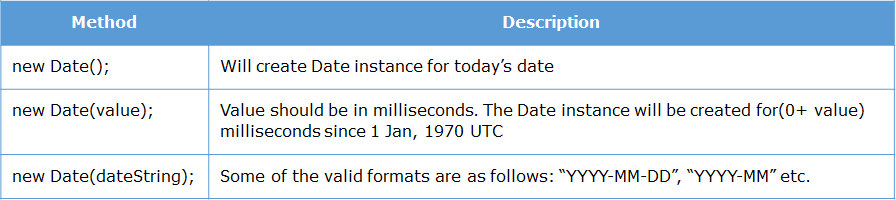 Method Description
new Date(); Will create Date instance for today’s date
new Date(value); Value should be in milliseconds. The Date instance will be created for(0+ value)
milliseconds since 1 Jan, 1970 UTC
new Date(dateString); Some of the valid formats are as follows: “YYYY-MM-DD”, “YYYY-MM” etc.